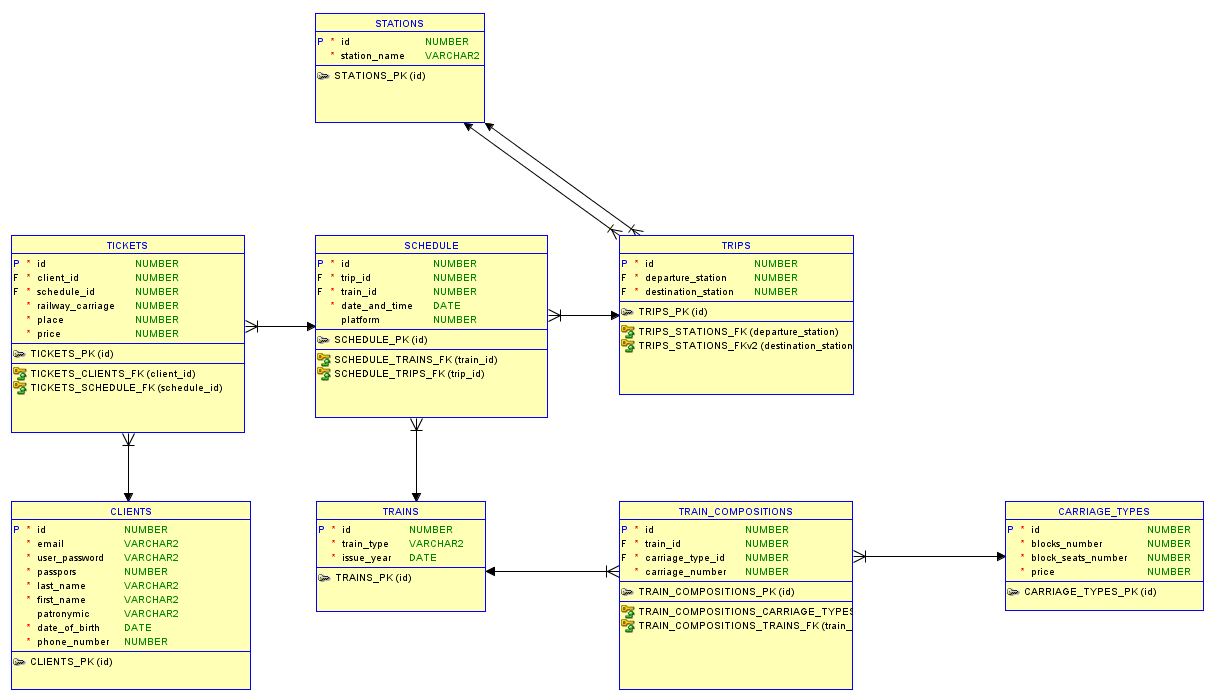 STATIONS
P * id NUMBER
* station_name VARCHAR2
STATIONS_PK (id)
TICKETS
P * id NUMBER
F * client_id NUMBER
F * schedule_id NUMBER
* railway_carriage NUMBER
* place NUMBER
* price NUMBER
TICKETS_PK (id)
TICKETS_CLIENTS_FK (client_id)
TICKETS_SCHEDULE_FK (schedule_id)
SCHEDULE
P * id NUMBER
F * trip_id NUMBER
F * train_id NUMBER
* date_and_time DATE
platform NUMBER
SCHEDULE_PK (id)
SCHEDULE_TRAINS_FK (train_id)
SCHEDULE_TRIPS_FK (trip_id)
TRIPS
P * id NUMBER
F * departure_station NUMBER
F * destination_station NUMBER
TRIPS_PK (id)
TRIPS_STATIONS_FK (departure_station)
TRIPS_STATIONS_FKv2 (destination_station
CLIENTS
P * id NUMBER
* email VARCHAR2
* user_password VARCHAR2
* passpors NUMBER
* last_name VARCHAR2
* first_name VARCHAR2
patronymic VARCHAR2
* date_of_birth DATE
* phone_number NUMBER
CLIENTS_PK (id)
TRAINS
P * id NUMBER
* train_type VARCHAR2
* issue_year DATE
TRAINS_PK (id)
TRAIN_COMPOSITIONS
P * id NUMBER
F * train_id NUMBER
F * carriage_type_id NUMBER
* carriage_number NUMBER
TRAIN_COMPOSITIONS_PK (id)
TRAIN_COMPOSITIONS_CARRIAGE_TYPES
TRAIN_COMPOSITIONS_TRAINS_FK (train_
CARRIAGE_TYPES
P * id NUMBER
* blocks_number NUMBER
* block_seats_number NUMBER
* price NUMBER
CARRIAGE_TYPES_PK (id)